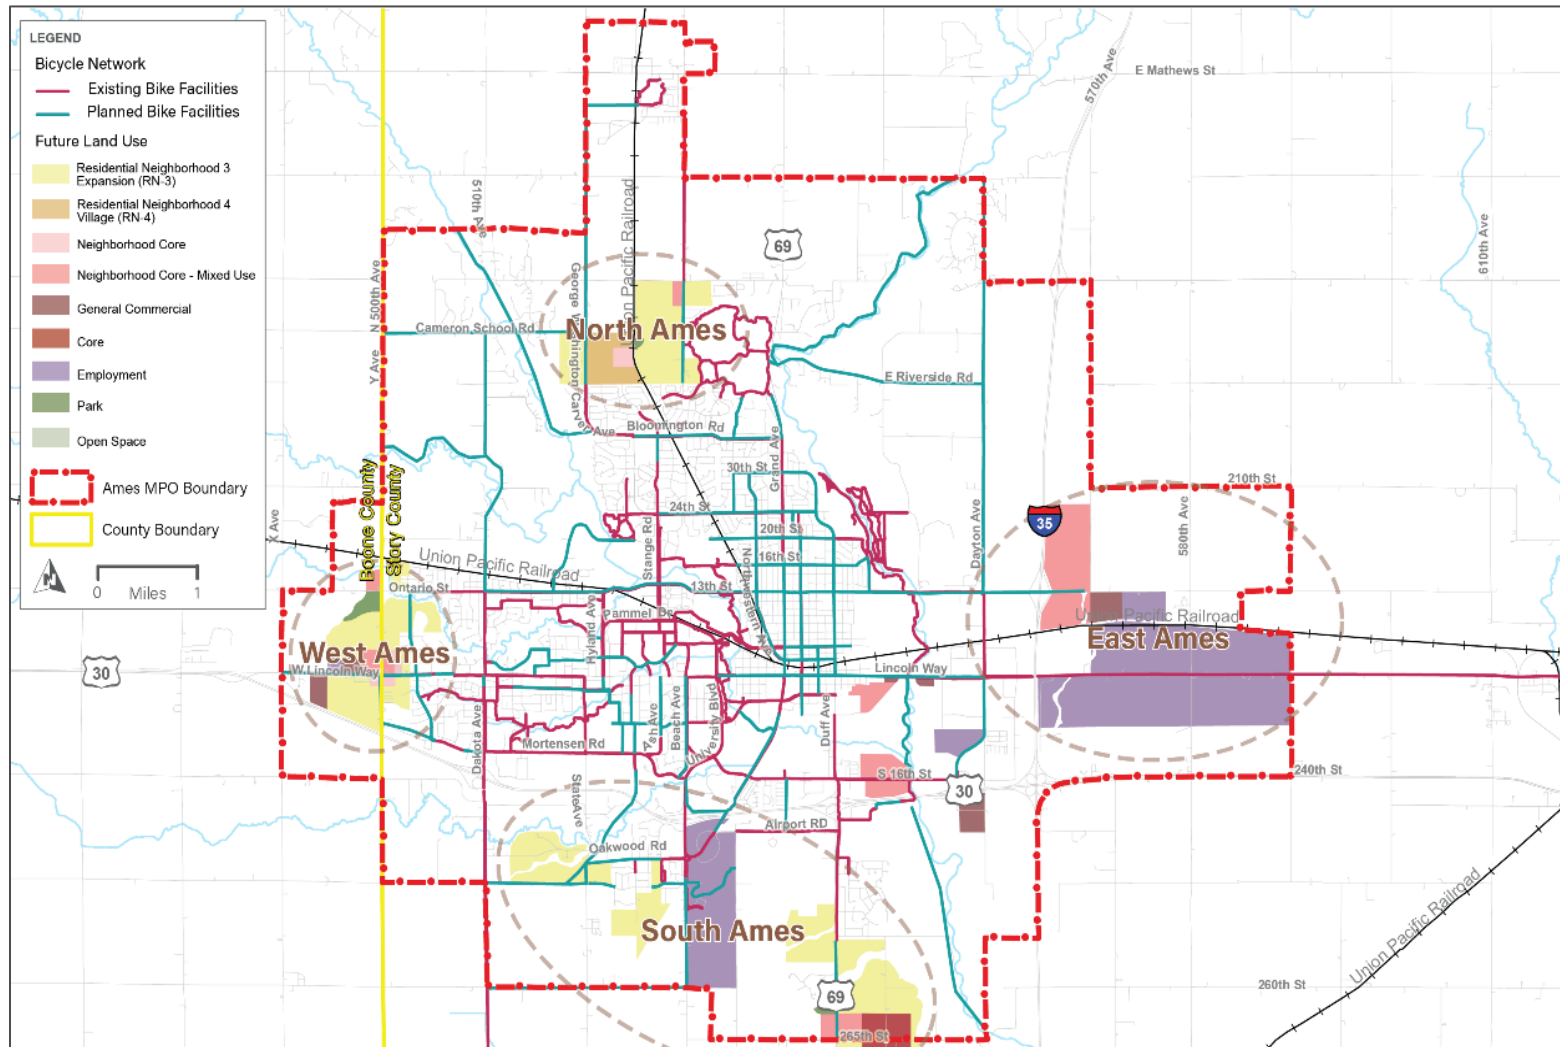 LEGEND
Bicycle Network
Existing Bike Facilities
Planned Bike Facilities
Future Land Use
Residential Neighborhood 3
Expansion (RN-3)
Residential Neighborhood 4
Village (RN-4)
Neighborhood Core
Neighborhood Core - Mixed Use
General Commercial
Core
Employment
Park
Open Space
Ames MPO Boundary
County Boundary
N
0 Miles 1
E Mathews St
570th Ave
510th Ave
610th Ave
Union Pacific Railroad
69
N 500th Ave
Y Ave
George Washington Carver Ave
Cameron School Rd
North Ames
E Riverside Rd
Bloomington Rd
Grand Ave
30th St
24th St
20th St
16th St
13th St
Stange Rd
Northwestern Ave
Dayton Ave
210th St
35
580th Ave
X Ave
Boone County
Story County
Union Pacific Railroad
Ontario St
Pammel Dr
Hyland Ave
Union Pacific Railroad
East Ames
West Ames
W Lincoln Way
Lincoln Way
30
Dakota Ave
Mortensen Rd
Ash Ave
Beach Ave
University Blvd
Duff Ave
S 16th St
30
240th St
State Ave
Airport RD
Oakwood Rd
South Ames
Union Pacific Railroad
69
260th St
265th St